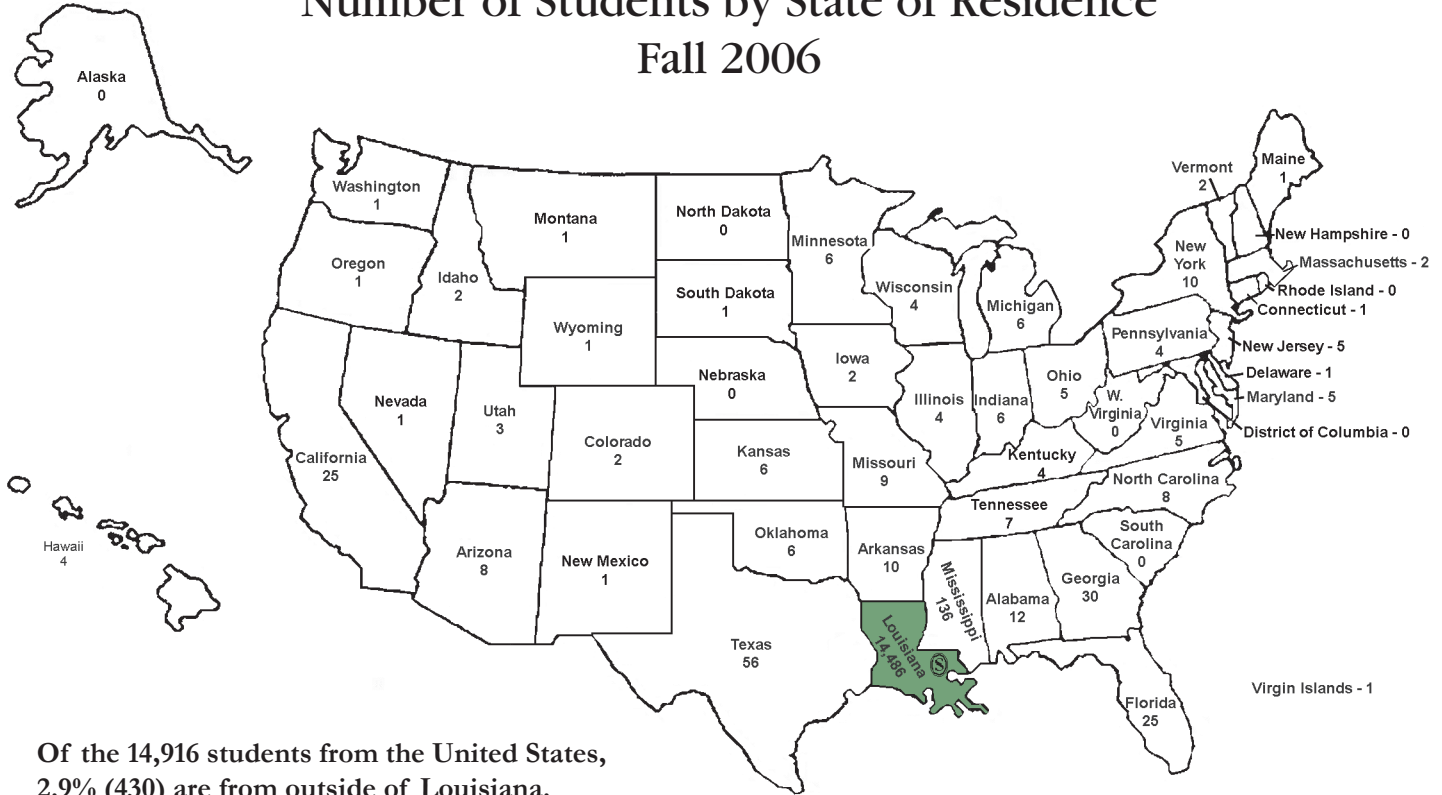 Number of Students by State of Residence
Fall 2006
Alaska
0
Washington
1
Oregon
1
Idaho
2
Montana
1
North Dakota
0
South Dakota
1
Minnesota
6
Wisconsin
4
Michigan
6
Wyoming
1
Nebraska
0
Iowa
2
Illinois
4
Indiana
6
Ohio
5
Pennsylvania
4
New
York
10
Vermont
2
Maine
1
New Hampshire - 0
Massachusetts - 2
Rhode Island - 0
Connecticut - 1
New Jersey - 5
Delaware - 1
Maryland - 5
District of Columbia - 0
W.
Virginia
0
Virginia
5
Kentucky
4
North Carolina
8
Tennessee
7
South
Carolina
0
Nevada
1
Utah
3
Colorado
2
Kansas
6
Missouri
9
California
25
Arizona
8
New Mexico
1
Oklahoma
6
Arkansas
10
Mississippi
136
Alabama
12
Georgia
30
Texas
56
Louisiana
14,486
S
Florida
25
Hawaii
4
Virgin Islands - 1
Of the 14,916 students from the United States,
2.9% (430) are from outside of Louisiana.